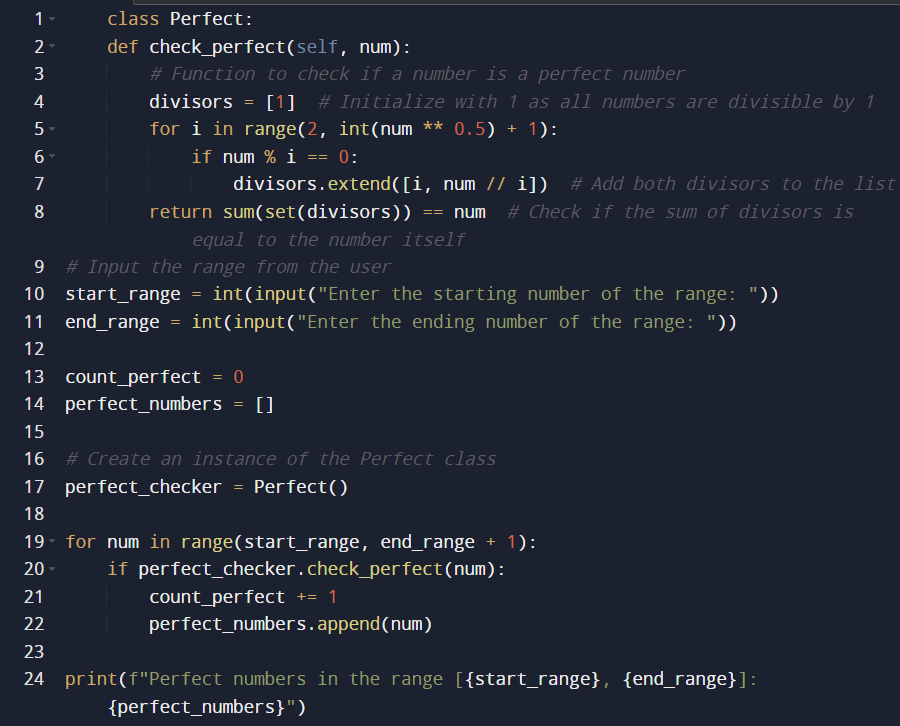 1 class Perfect:
2 def check_perfect(self, num):
3 # Function to check if a number is a perfect number
4 divisors = [1] # Initialize with 1 as all numbers are divisible by 1
5 for i in range(2, int(num ** 0.5) + 1):
6 if num % i == 0:
7 divisors.extend([i, num // i]) # Add both divisors to the list
8 return sum(set(divisors)) == num # Check if the sum of divisors is
equal to the number itself
9 # Input the range from the user
10 start_range = int(input("Enter the starting number of the range: "))
11 end_range = int(input("Enter the ending number of the range: "))
12
13 count_perfect = 0
14 perfect_numbers = []
15
16 # Create an instance of the Perfect class
17 perfect_checker = Perfect()
18
19 for num in range(start_range, end_range + 1):
20 if perfect_checker.check_perfect(num):
21 count_perfect += 1
22 perfect_numbers.append(num)
23
24 print(f"Perfect numbers in the range [{start_range}, {end_range}]:
{perfect_numbers}")